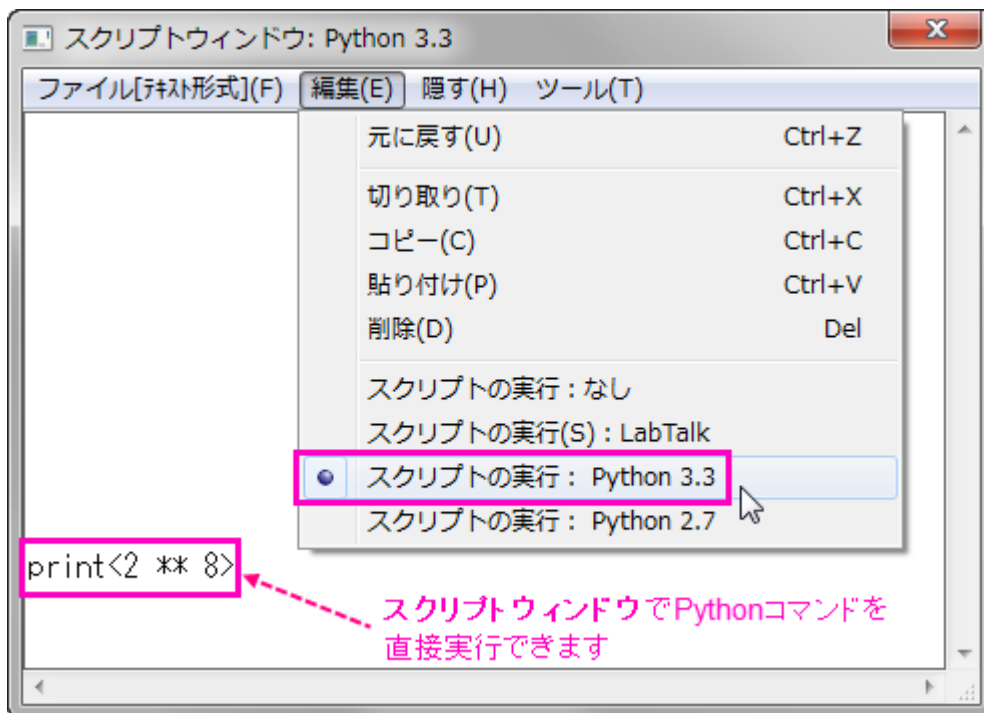 スクリプトウィンドウ: Python 3.3
ファイル[テキスト形式](F) 編集(E) 隠す(H) ツール(T)
元に戻す(U) Ctrl+Z
切り取り(T) Ctrl+X
コピー(C) Ctrl+C
貼り付け(P) Ctrl+V
削除(D) Del
スクリプトの実行 : なし
スクリプトの実行(S) : LabTalk
スクリプトの実行 : Python 3.3
スクリプトの実行 : Python 2.7
print<2 ** 8>
スクリプトウィンドウでPythonコマンドを
直接実行できます